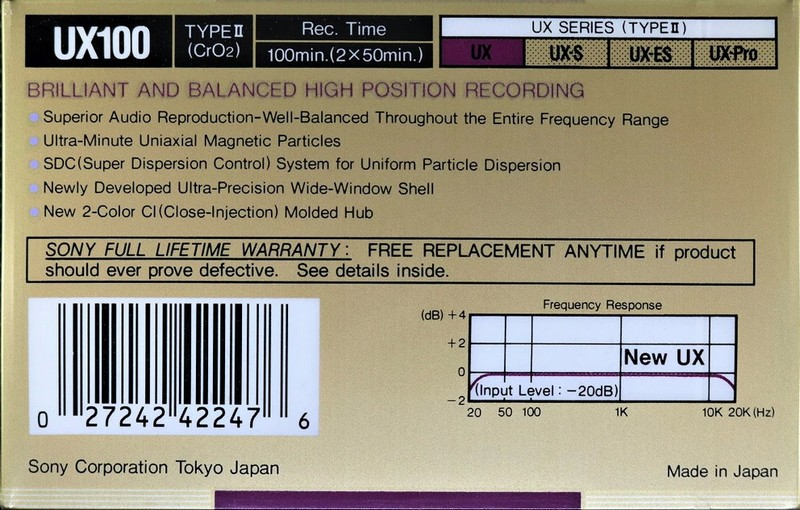 UX100
TYPE II
(CrO2)
Rec. Time
100min.(2×50min.)
UX SERIES (TYPE II)
UX UX-S UX-ES UX-Pro
BRILLIANT AND BALANCED HIGH POSITION RECORDING
Superior Audio Reproduction-Well-Balanced Throughout the Entire Frequency Range
Ultra-Minute Uniaxial Magnetic Particles
SDC(Super Dispersion Control) System for Uniform Particle Dispersion
Newly Developed Ultra-Precision Wide-Window Shell
New 2-Color CI(Close-Injection) Molded Hub
SONY FULL LIFETIME WARRANTY: FREE REPLACEMENT ANYTIME if product
should ever prove defective. See details inside.
0 27242 42247 6
Frequency Response
(dB) +4
+2
0
−2
New UX
(Input Level : −20dB)
20 50 100 1K 10K 20K (Hz)
Sony Corporation Tokyo Japan
Made in Japan